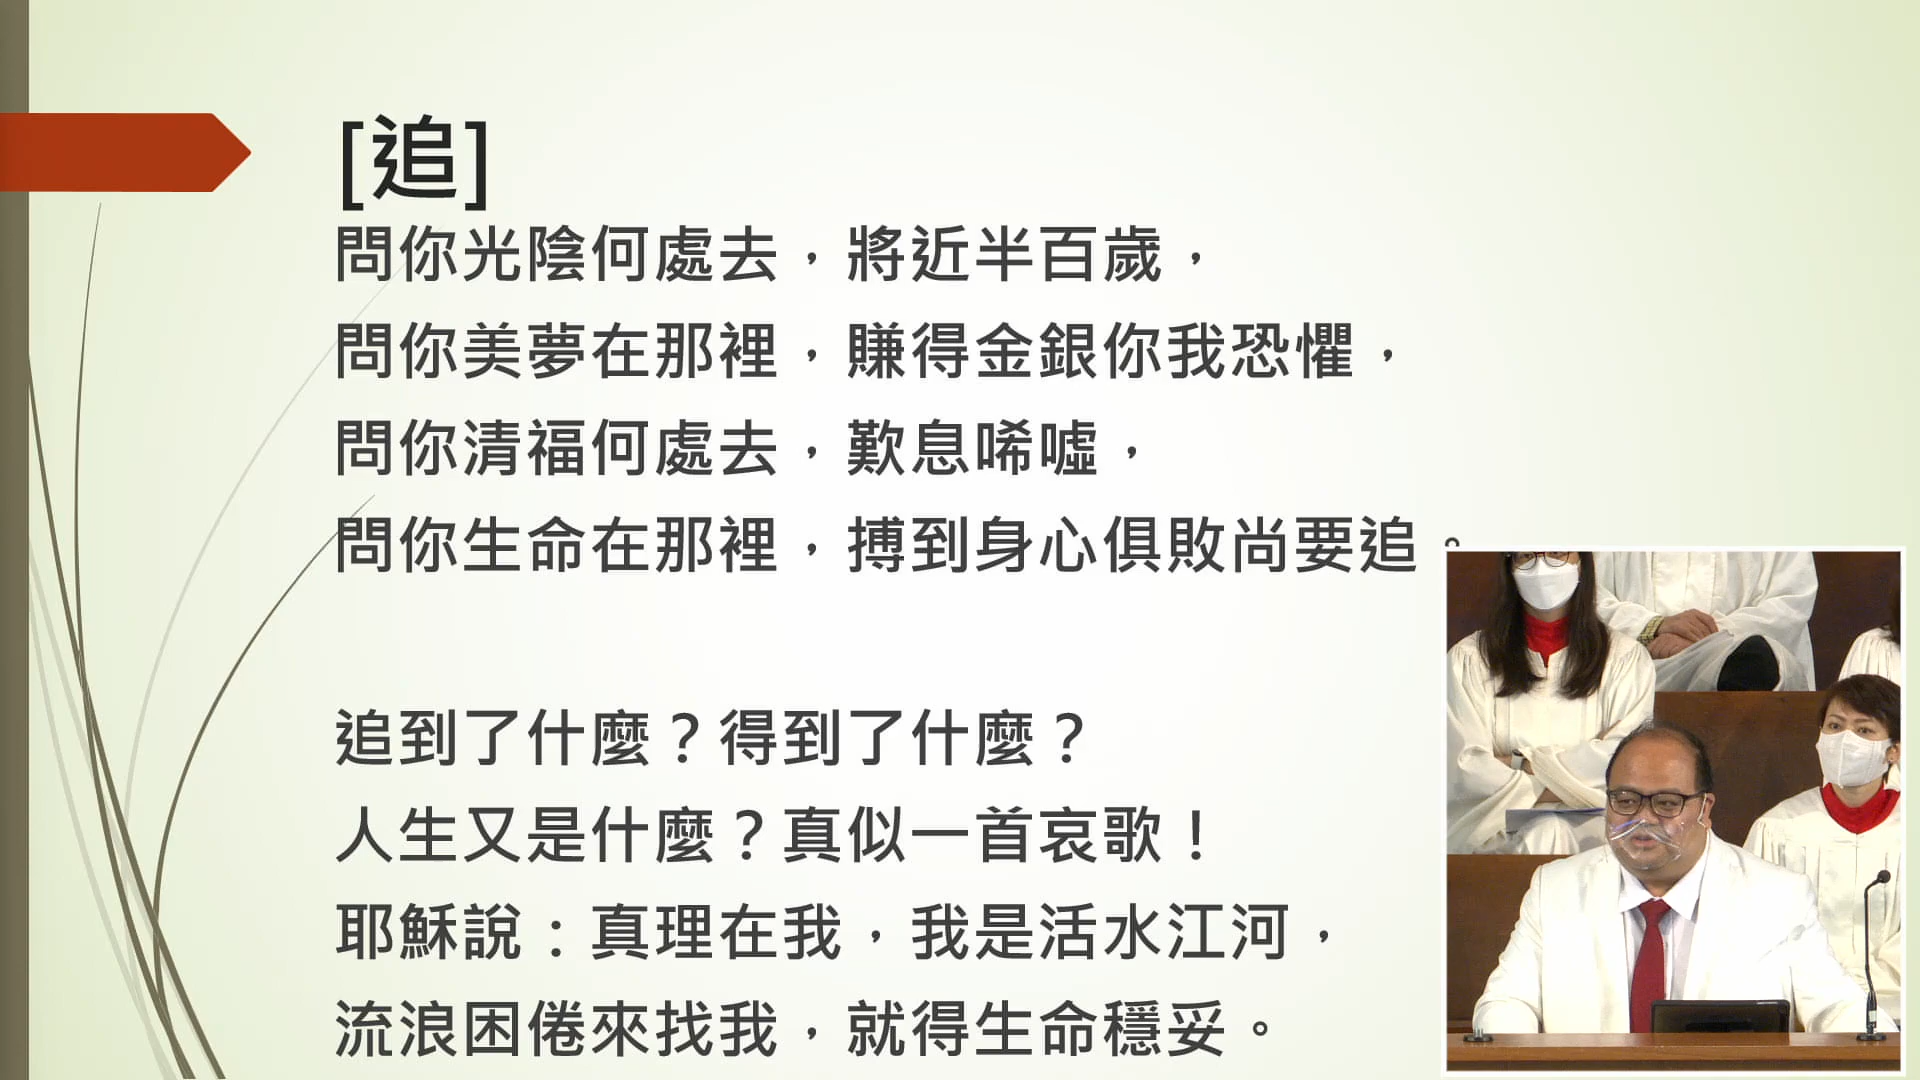 [追]
問你光陰何處去，將近半百歲，
問你美夢在那裡，賺得金銀你我恐懼，
問你清福何處去，歎息唏噓，
問你生命在那裡，搏到身心俱敗尚要追。
追到了什麼？得到了什麼？
人生又是什麼？真似一首哀歌！
耶穌說：真理在我，我是活水江河，
流浪困倦來找我，就得生命穩妥。